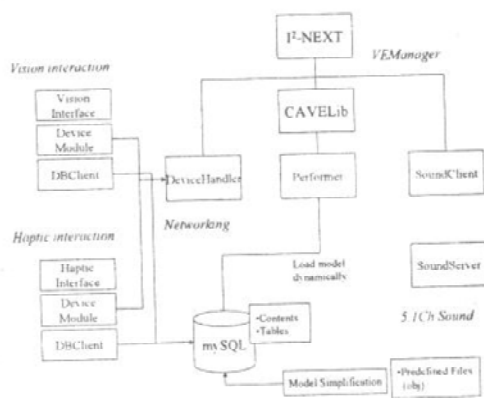 I²-NEXT
VEManager
Vision interaction
Vision
Interface
Device
Module
DBClient
CAVELib
DeviceHandler
Performer
SoundClient
Networking
Haptic interaction
Haptic
Interface
Device
Module
DBClient
Load model
dynamically
SoundServer
•Contents
•Tables
mySQL
5.1Ch Sound
Model Simplification
•Predefined Files
(obj)